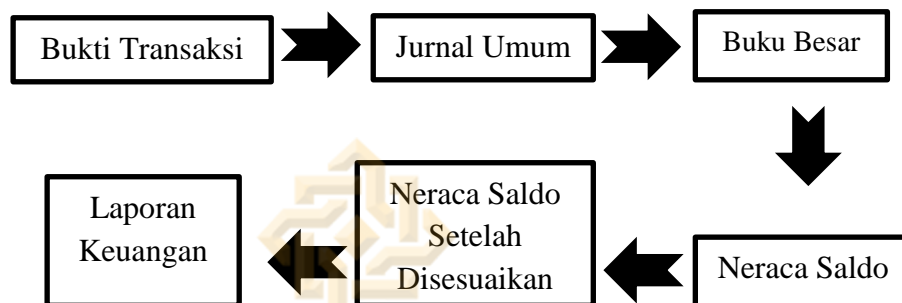 Bukti Transaksi
Jurnal Umum
Buku Besar
Laporan
Keuangan
Neraca Saldo
Setelah
Disesuaikan
Neraca Saldo